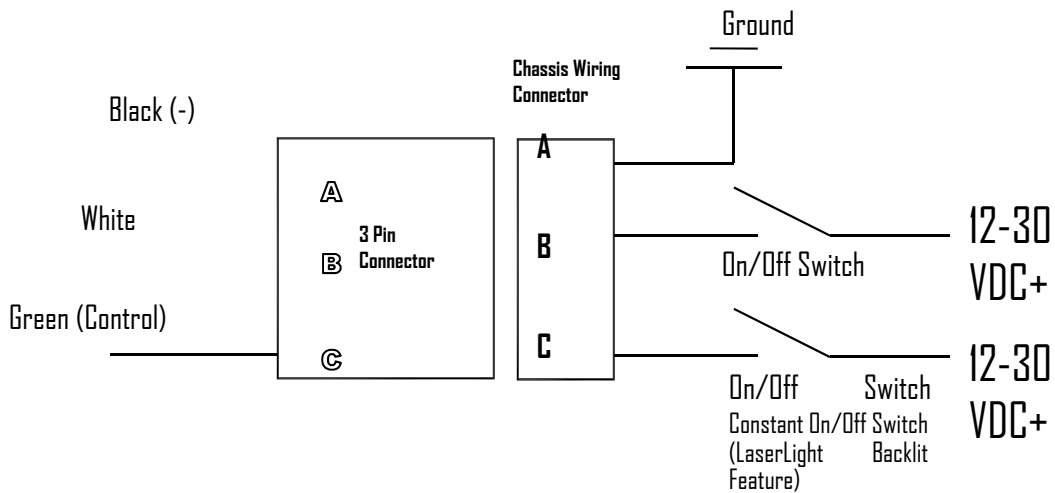 Ground
Chassis Wiring
Connector
Black (-)
A
A
White
3 Pin
Connector
B
B
12-30
VDC+
On/Off Switch
Green (Control)
C
C
12-30
VDC+
On/Off Switch
Constant On/Off Switch
(LaserLight Backlit
Feature)